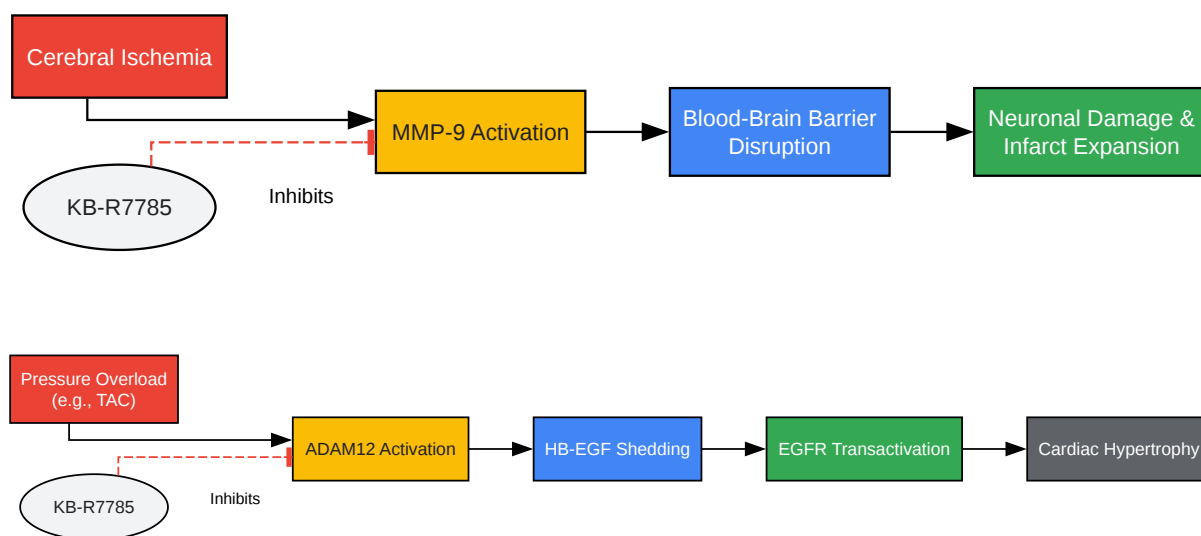 Cerebral Ischemia
MMP-9 Activation
Blood-Brain Barrier
Disruption
Neuronal Damage &
Infarct Expansion
KB-R7785
Inhibits
Pressure Overload
(e.g., TAC)
ADAM12 Activation
HB-EGF Shedding
EGFR Transactivation
Cardiac Hypertrophy
KB-R7785
Inhibits